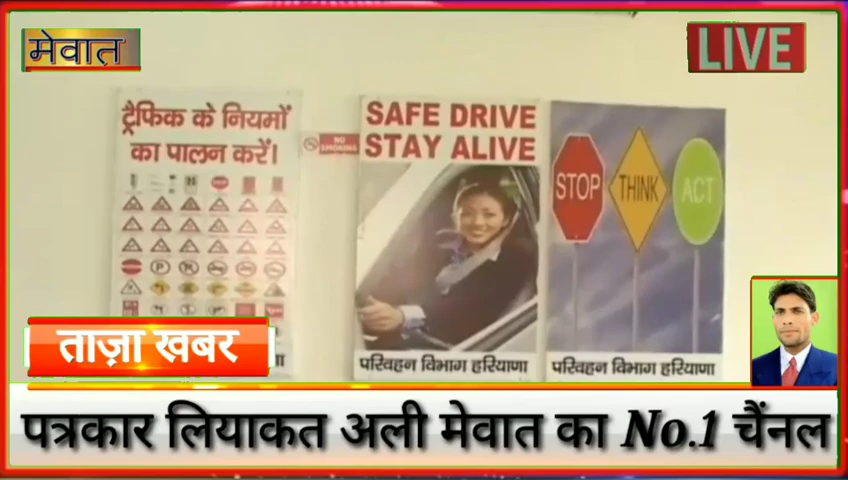 मेवात
LIVE
ट्रैफिक के नियमों
का पालन करें।
NO
SMOKING
SAFE DRIVE
STAY ALIVE
STOP
THINK
ACT
परिवहन विभाग हरियाणा
परिवहन विभाग हरियाणा
ताज़ा खबर
पत्रकार लियाकत अली मेवात का No.1 चैंनल